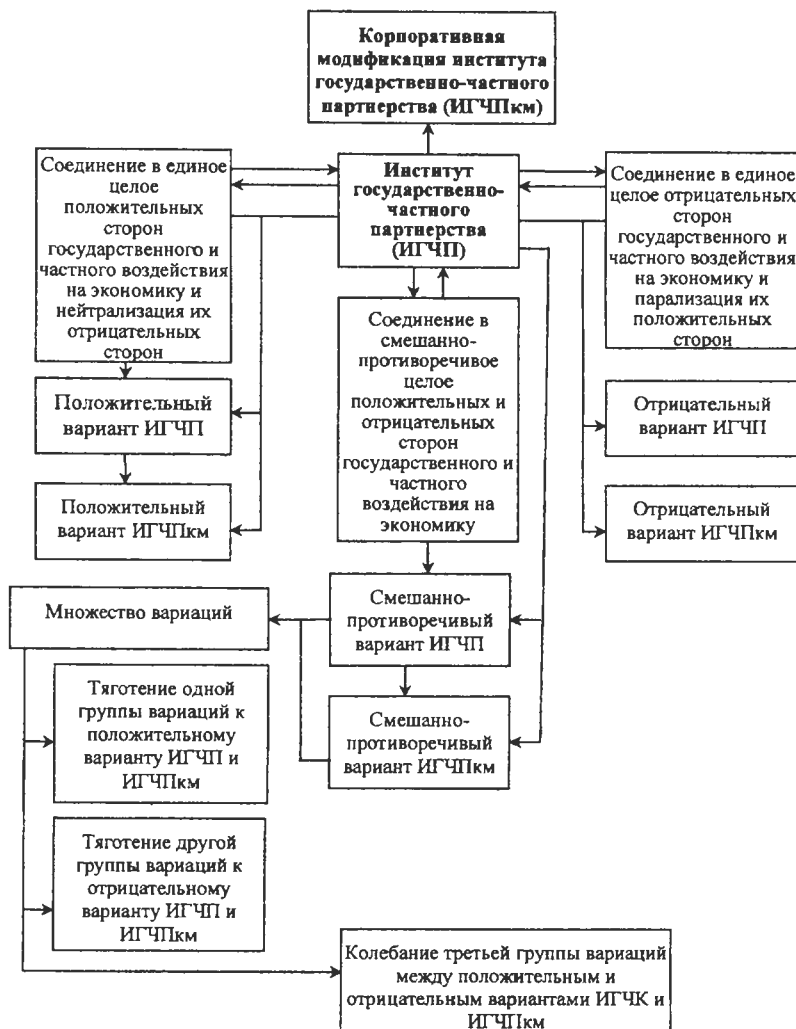 Корпоративная
модификация института
государственно-частного
партнерства (ИГЧПкм)
Соединение в единое
целое
положительных
сторон
государственного и
частного воздействия
на экономику и
нейтрализация их
отрицательных
сторон
Институт
государственно-
частного
партнерства
(ИГЧП)
Соединение в единое
целое отрицательных
сторон
государственного и
частного воздействия
на экономику и
парализация их
положительных
сторон
Соединение в
смешанно-
противоречивое
целое
положительных и
отрицательных
сторон
государственного и
частного
воздействия на
экономику
Положительный
вариант ИГЧП
Отрицательный
вариант ИГЧП
Положительный
вариант ИГЧПкм
Отрицательный
вариант ИГЧПкм
Множество вариаций
Смешанно-
противоречивый
вариант ИГЧП
Тяготение одной
группы вариаций к
положительному
варианту ИГЧП и
ИГЧПкм
Смешанно-
противоречивый
вариант ИГЧПкм
Тяготение другой
группы вариаций к
отрицательному
варианту ИГЧП и
ИГЧПкм
Колебание третьей группы вариаций
между положительным и
отрицательным вариантами ИГЧК и
ИГЧПкм